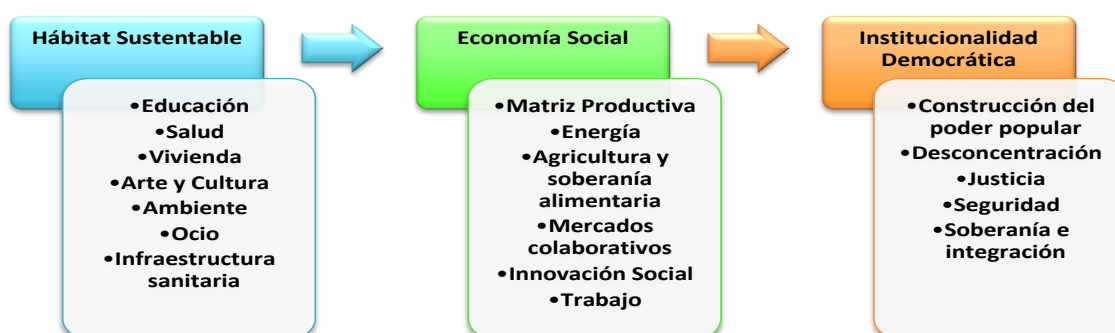 Hábitat Sustentable
•Educación
•Salud
•Vivienda
•Arte y Cultura
•Ambiente
•Ocio
•Infraestructura
sanitaria
Economía Social
•Matriz Productiva
•Energía
•Agricultura y
soberanía
alimentaria
•Mercados
colaborativos
•Innovación Social
•Trabajo
Institucionalidad
Democrática
•Construcción del
poder popular
•Desconcentración
•Justicia
•Seguridad
•Soberanía e
integración